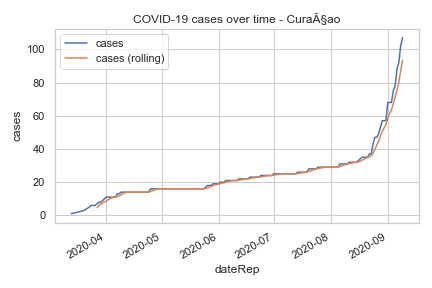 COVID-19 cases over time - CuraÃ§ao
cases
cases (rolling)
cases
100
80
60
40
20
0
2020-04
2020-05
2020-06
2020-07
2020-08
2020-09
dateRep